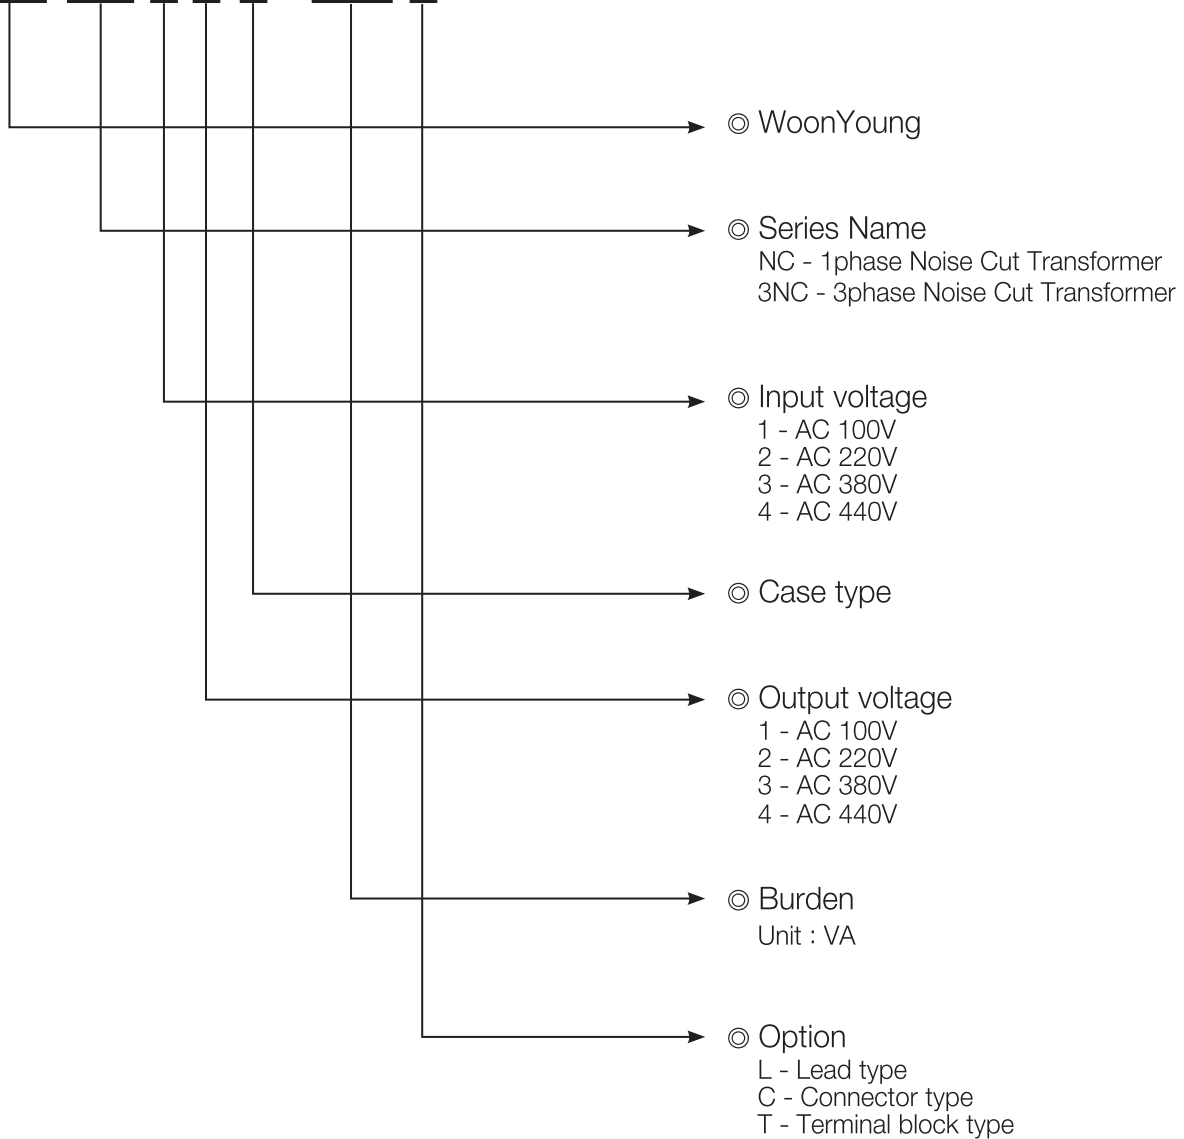 ◎ WoonYoung
◎ Series Name
NC - 1phase Noise Cut Transformer
3NC - 3phase Noise Cut Transformer
◎ Input voltage
1 - AC 100V
2 - AC 220V
3 - AC 380V
4 - AC 440V
◎ Case type
◎ Output voltage
1 - AC 100V
2 - AC 220V
3 - AC 380V
4 - AC 440V
◎ Burden
Unit : VA
◎ Option
L - Lead type
C - Connector type
T - Terminal block type